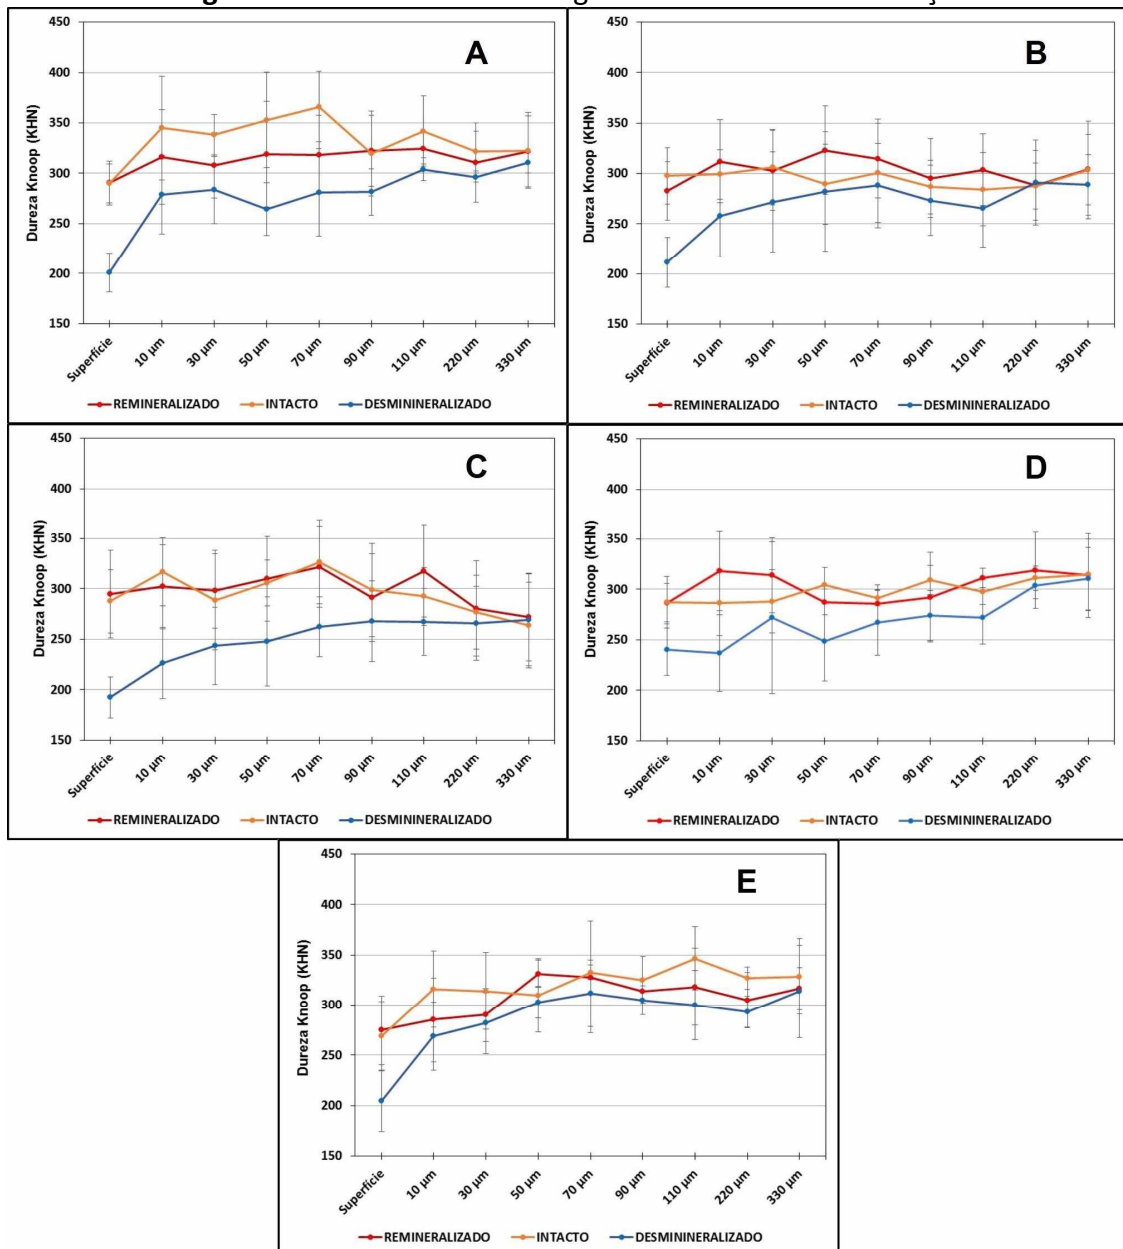 450
400
350
300
250
200
150
Dureza Knoop (KHN)
A
Superfície
10 µm
30 µm
50 µm
70 µm
90 µm
110 µm
220 µm
330 µm
REMINERALIZADO
INTACTO
DESMININERALIZADO
450
400
350
300
250
200
150
Dureza Knoop (KHN)
B
Superfície
10 µm
30 µm
50 µm
70 µm
90 µm
110 µm
220 µm
330 µm
REMINERALIZADO
INTACTO
DESMININERALIZADO
450
400
350
300
250
200
150
Dureza Knoop (KHN)
C
Superfície
10 µm
30 µm
50 µm
70 µm
90 µm
110 µm
220 µm
330 µm
REMINERALIZADO
INTACTO
DESMININERALIZADO
450
400
350
300
250
200
150
Dureza Knoop (KHN)
D
Superfície
10 µm
30 µm
50 µm
70 µm
90 µm
110 µm
220 µm
330 µm
REMINERALIZADO
INTACTO
DESMININERALIZADO
450
400
350
300
250
200
150
Dureza Knoop (KHN)
E
Superfície
10 µm
30 µm
50 µm
70 µm
90 µm
110 µm
220 µm
330 µm
REMINERALIZADO
INTACTO
DESMININERALIZADO